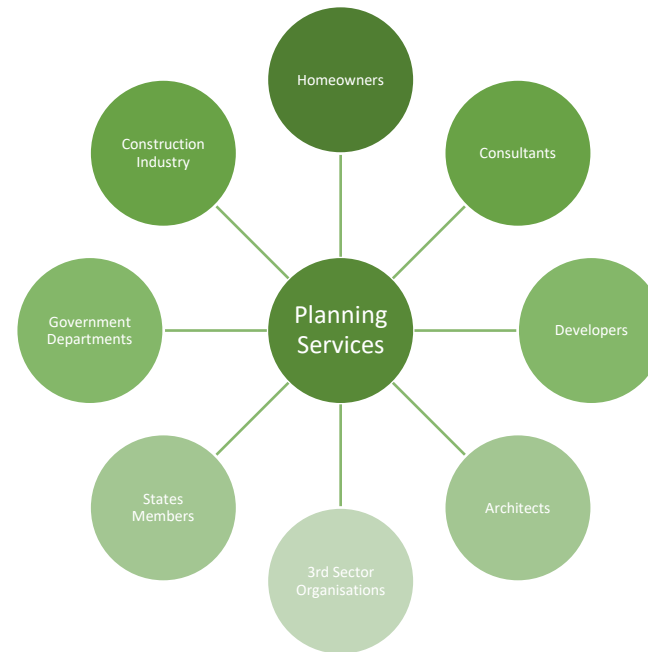 Homeowners
Construction
Industry
Consultants
Planning
Services
Government
Departments
Developers
States
Members
Architects
3rd Sector
Organisations